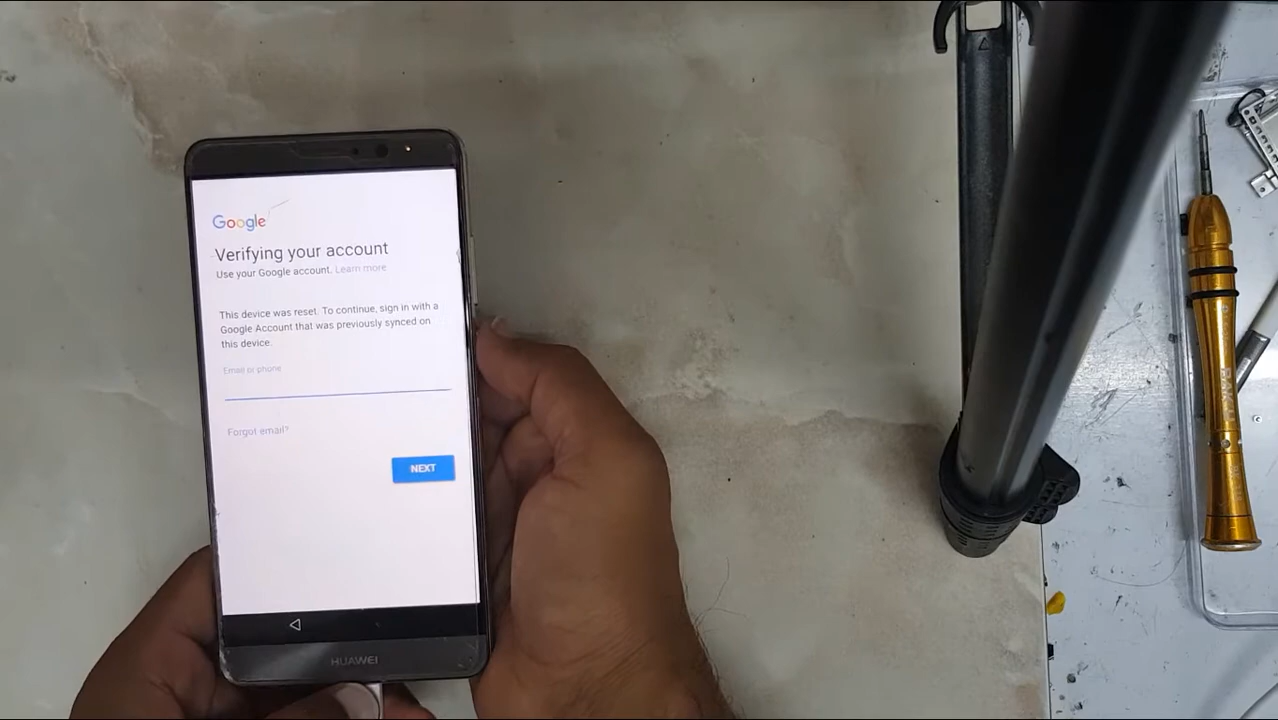 Google
Verifying your account
Use your Google account. Learn more
This device was reset. To continue, sign in with a
Google Account that was previously synced on
this device.
Email or phone
Forgot email?
NEXT
HUAWEI